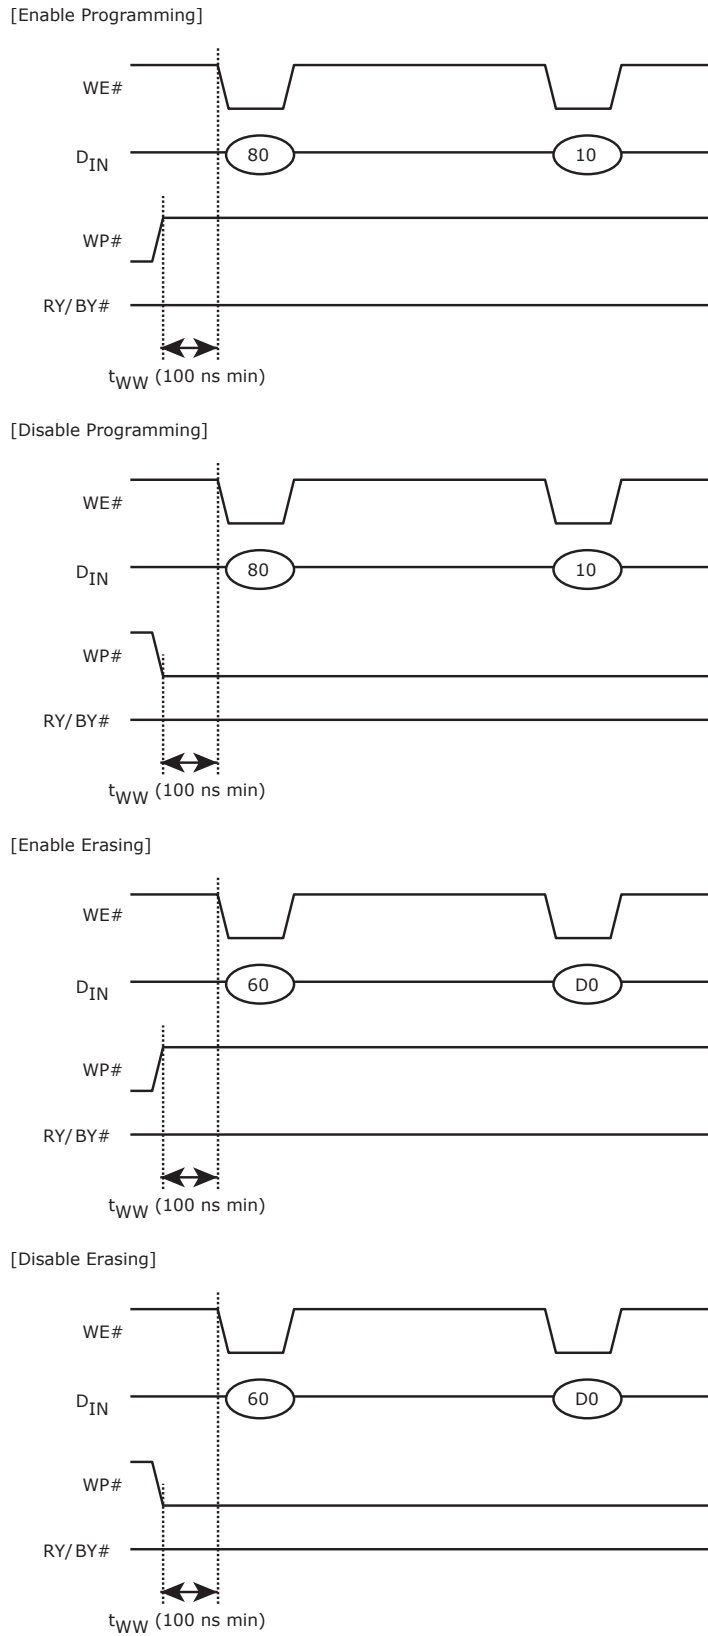 [Enable Programming]
WE#
DIN 80 10
WP#
RY/BY#
tWW (100 ns min)
[Disable Programming]
WE#
DIN 80 10
WP#
RY/BY#
tWW (100 ns min)
[Enable Erasing]
WE#
DIN 60 D0
WP#
RY/BY#
tWW (100 ns min)
[Disable Erasing]
WE#
DIN 60 D0
WP#
RY/BY#
tWW (100 ns min)